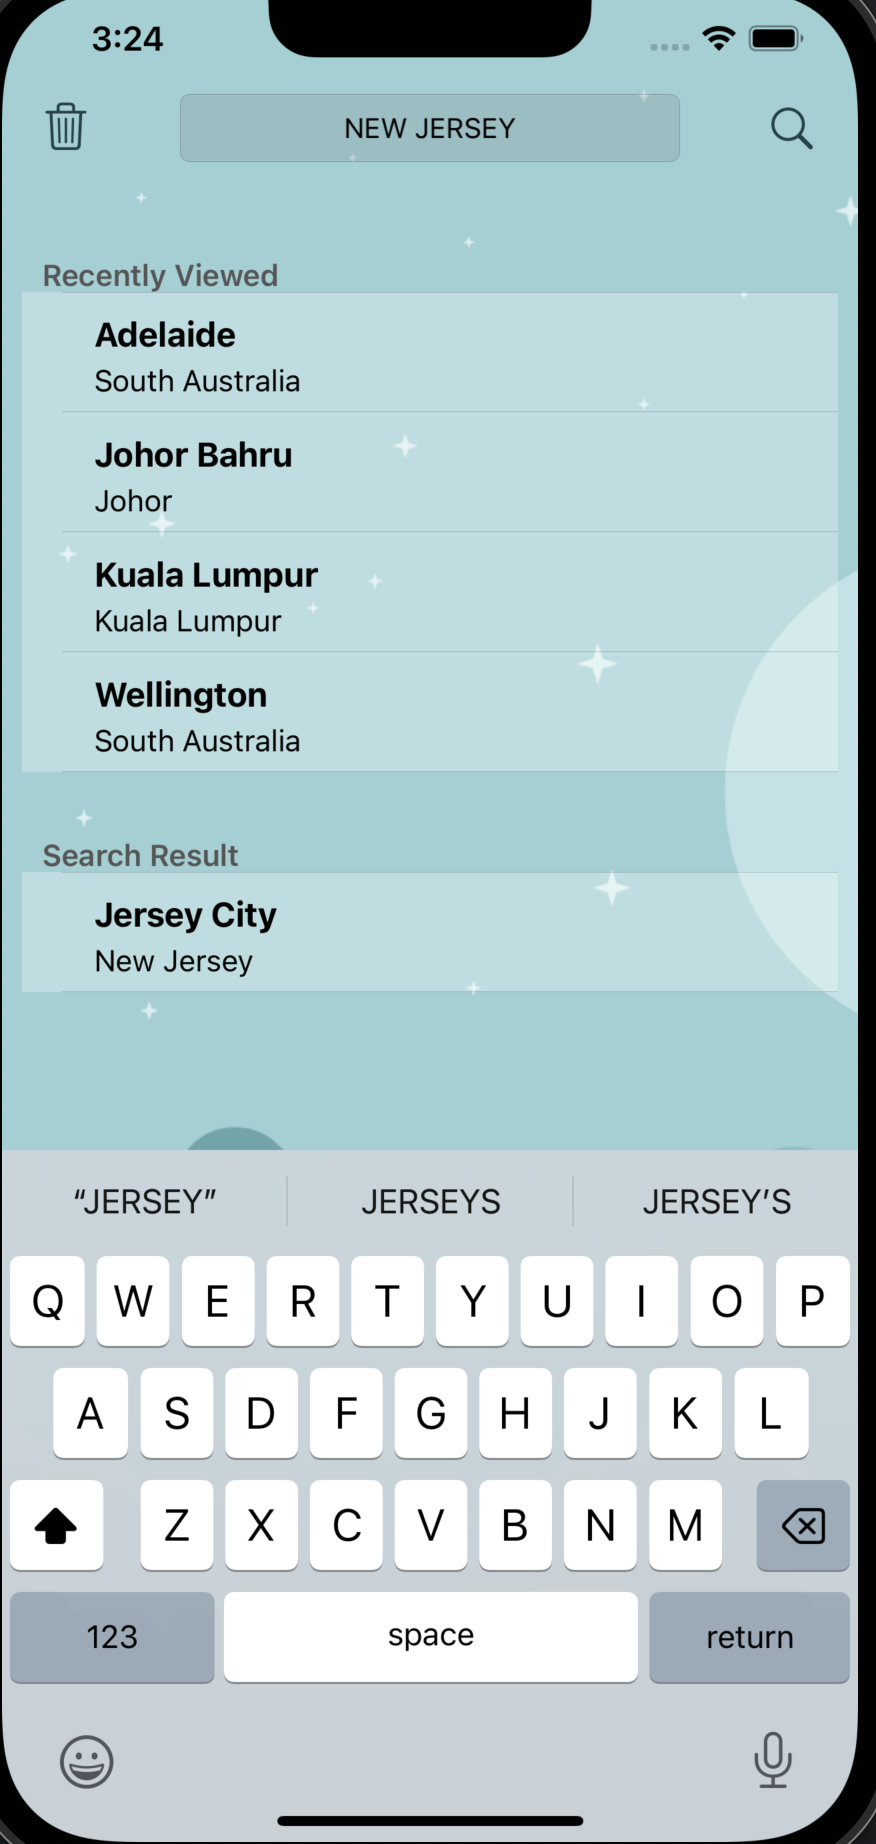 3:24
NEW JERSEY
Recently Viewed
Adelaide
South Australia
Johor Bahru
Johor
Kuala Lumpur
Kuala Lumpur
Wellington
South Australia
Search Result
Jersey City
New Jersey
“JERSEY” JERSEYS JERSEY’S
Q W E R T Y U I O P
A S D F G H J K L
Z X C V B N M
123 space return